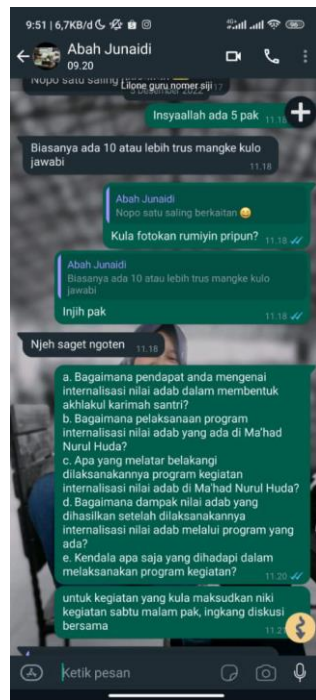 9:51 | 6,7KB/d
96
Abah Junaidi
09.20
Nopo satu saling
Lilone guru nomer siji
3 Desember 2022
Insyaallah ada 5 pak 11.18
Biasanya ada 10 atau lebih trus mangke kulo
jawabi
11.18
Abah Junaidi
Nopo satu saling berkaitan 😄
Kula fotokan rumiyin pripun? 11.18
Abah Junaidi
Biasanya ada 10 atau lebih trus mangke kulo
jawabi
Injih pak 11.18
Njeh saget ngoten 11.18
a. Bagaimana pendapat anda mengenai
internalisasi nilai adab dalam membentuk
akhlakul karimah santri?
b. Bagaimana pelaksanaan program
internalisasi nilai adab yang ada di Ma'had
Nurul Huda?
c. Apa yang melatar belakangi
dilaksanakannya program kegiatan
internalisasi nilai adab di Ma'had Nurul Huda?
d. Bagaimana dampak nilai adab yang
dihasilkan setelah dilaksanakannya
internalisasi nilai adab melalui program yang
ada?
e. Kendala apa saja yang dihadapi dalam
melaksanakan program kegiatan? 11.20
untuk kegiatan yang kula maksudkan niki
kegiatan sabtu malam pak, ingkang diskusi
bersama
Ketik pesan